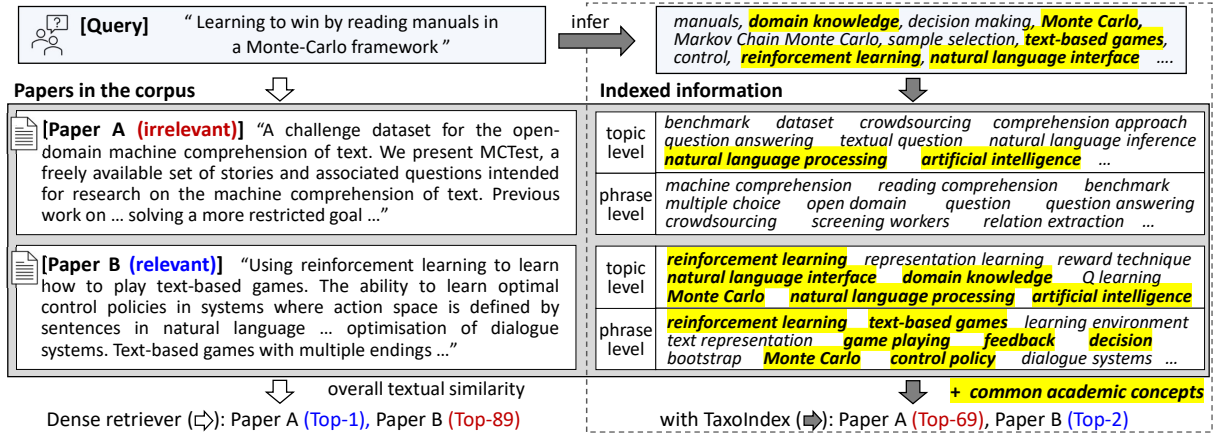 [Query]
" Learning to win by reading manuals in
a Monte-Carlo framework "
infer
manuals, domain knowledge, decision making, Monte Carlo,
Markov Chain Monte Carlo, sample selection, text-based games,
control, reinforcement learning, natural language interface ....
Papers in the corpus
[Paper A (irrelevant)] "A challenge dataset for the open-
domain machine comprehension of text. We present MCTest, a
freely available set of stories and associated questions intended
for research on the machine comprehension of text. Previous
work on ... solving a more restricted goal ..."
[Paper B (relevant)] "Using reinforcement learning to learn
how to play text-based games. The ability to learn optimal
control policies in systems where action space is defined by
sentences in natural language ... optimisation of dialogue
systems. Text-based games with multiple endings ..."
Indexed information
topic
level
benchmark dataset crowdsourcing comprehension approach
question answering textual question natural language inference
natural language processing artificial intelligence ...
phrase
level
machine comprehension reading comprehension benchmark
multiple choice open domain question question answering
crowdsourcing screening workers relation extraction ...
topic
level
reinforcement learning representation learning reward technique
natural language interface domain knowledge Q learning
Monte Carlo natural language processing artificial intelligence
phrase
level
reinforcement learning text-based games learning environment
text representation game playing feedback decision
bootstrap Monte Carlo control policy dialogue systems ...
overall textual similarity
+ common academic concepts
Dense retriever (⇨): Paper A (Top-1), Paper B (Top-89)
with TaxoIndex (➡): Paper A (Top-69), Paper B (Top-2)